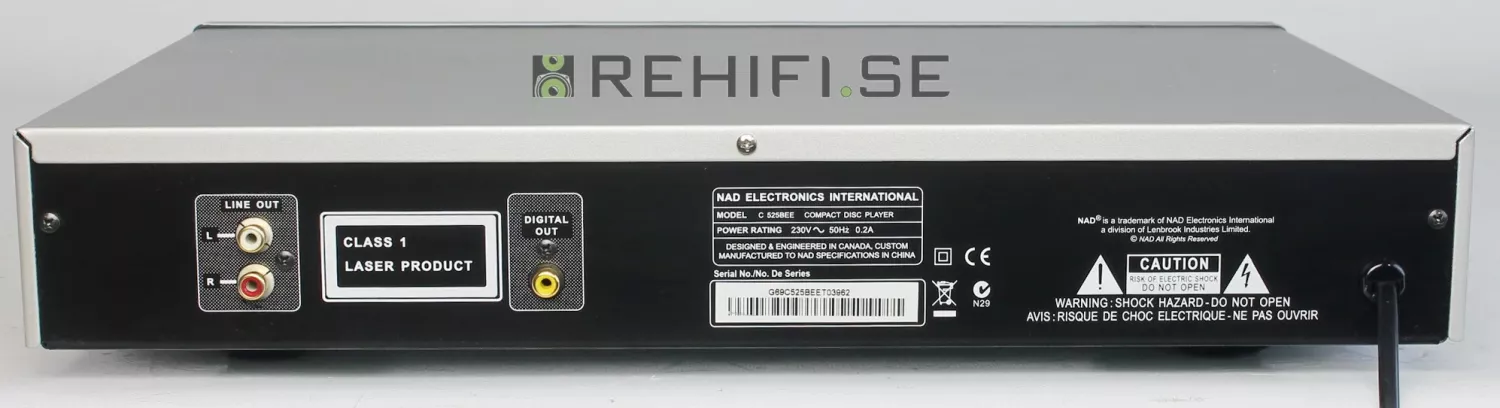 REHIFI.SE
LINE OUT
L
R
CLASS 1
LASER PRODUCT
DIGITAL
OUT
NAD ELECTRONICS INTERNATIONAL
MODEL C 525BEE COMPACT DISC PLAYER
POWER RATING 230V ~ 50Hz 0.2A
DESIGNED & ENGINEERED IN CANADA, CUSTOM
MANUFACTURED TO NAD SPECIFICATIONS IN CHINA
Serial No./No. De Series
G69C525BEET03962
CE
N29
NAD® is a trademark of NAD Electronics International
a division of Lenbrook Industries Limited.
© NAD All Rights Reserved
CAUTION
RISK OF ELECTRIC SHOCK
DO NOT OPEN
WARNING : SHOCK HAZARD - DO NOT OPEN
AVIS : RISQUE DE CHOC ELECTRIQUE - NE PAS OUVRIR